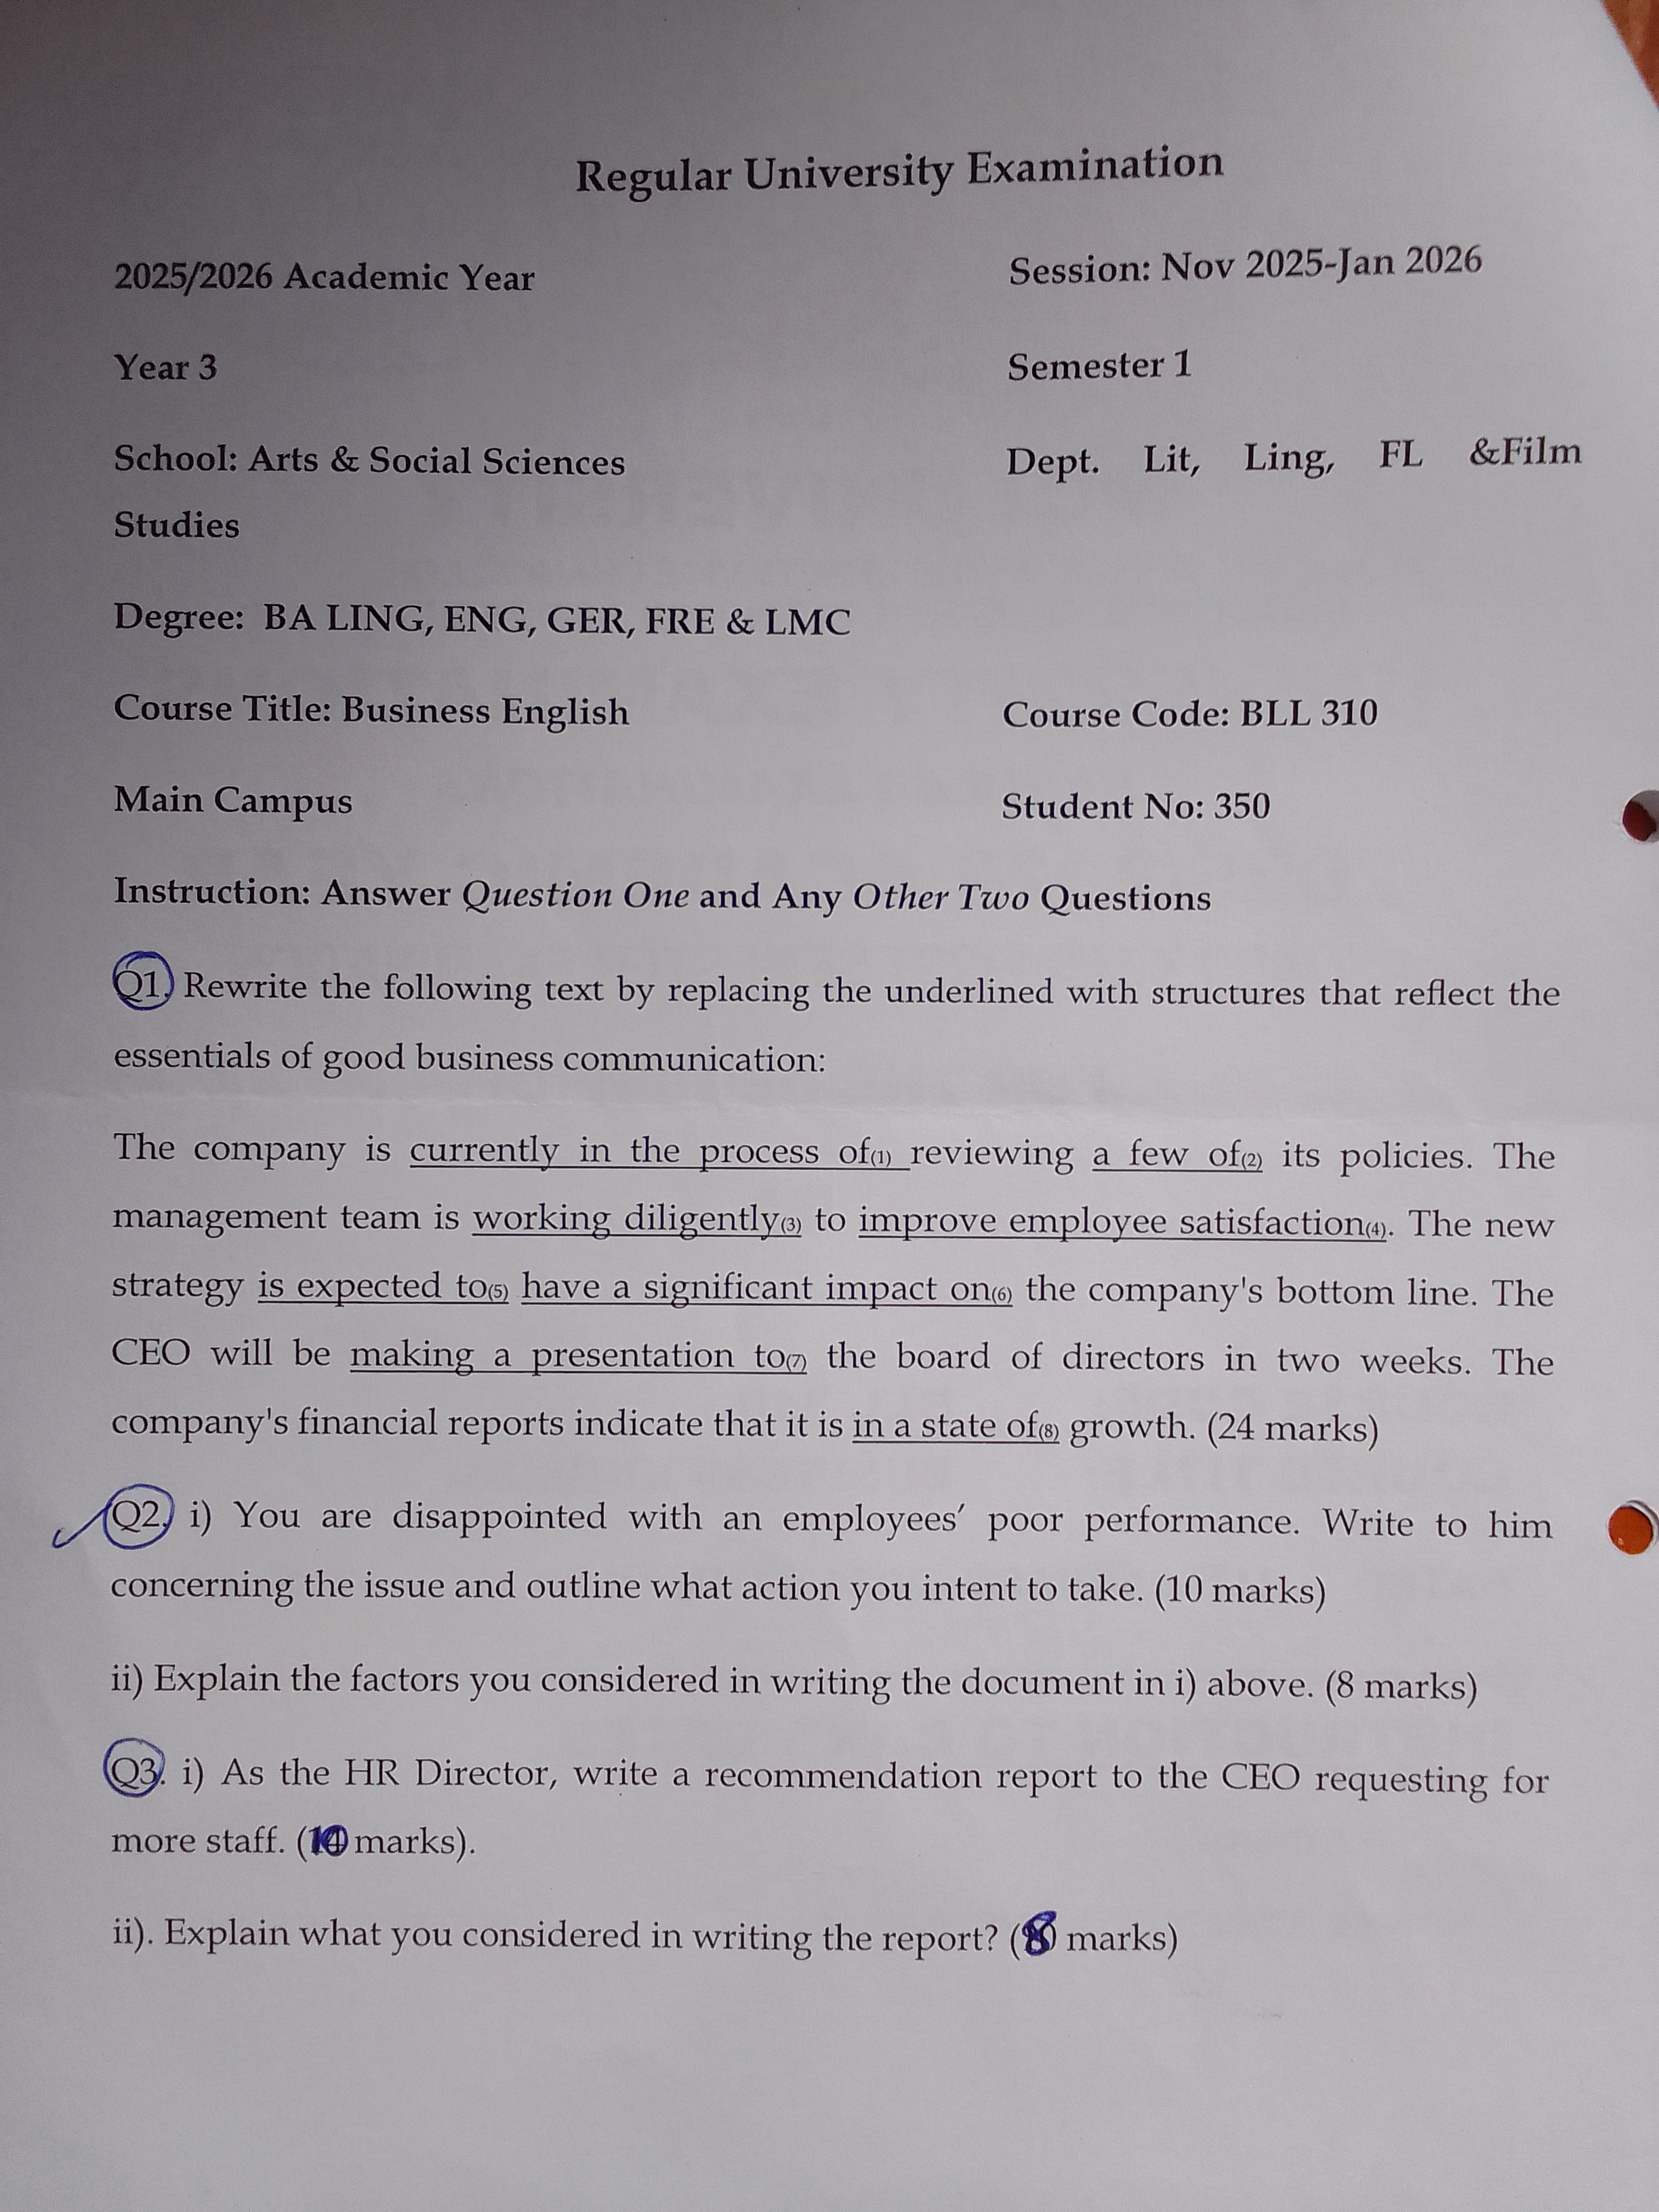 Regular University Examination
2025/2026 Academic Year Session: Nov 2025-Jan 2026
Year 3 Semester 1
School: Arts & Social Sciences Dept. Lit, Ling, FL &Film
Studies
Degree: BA LING, ENG, GER, FRE & LMC
Course Title: Business English Course Code: BLL 310
Main Campus Student No: 350
Instruction: Answer Question One and Any Other Two Questions
Q1. Rewrite the following text by replacing the underlined with structures that reflect the
essentials of good business communication:
The company is currently in the process of(1) reviewing a few of(2) its policies. The
management team is working diligently(3) to improve employee satisfaction(4). The new
strategy is expected to(5) have a significant impact on(6) the company's bottom line. The
CEO will be making a presentation to(7) the board of directors in two weeks. The
company's financial reports indicate that it is in a state of(8) growth. (24 marks)
Q2. i) You are disappointed with an employees' poor performance. Write to him
concerning the issue and outline what action you intent to take. (10 marks)
ii) Explain the factors you considered in writing the document in i) above. (8 marks)
Q3. i) As the HR Director, write a recommendation report to the CEO requesting for
more staff. (10 marks).
ii). Explain what you considered in writing the report? (8 marks)